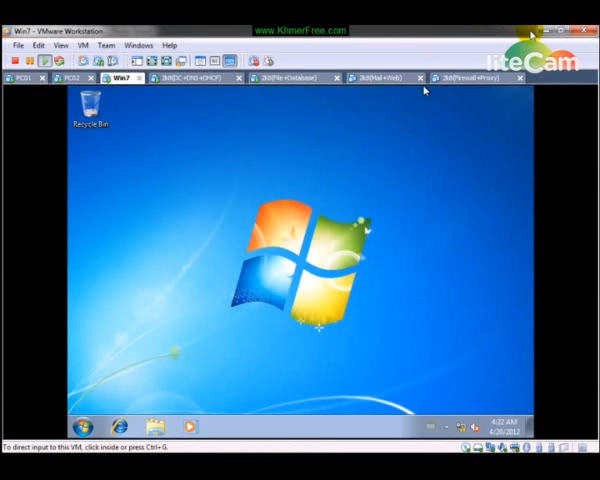 www.KhmerFree.com
Win7 - VMware Workstation
File Edit View VM Team Windows Help
liteCam
PC01 PC02 Win7 2k8(DC+DNS+DHCP) 2k8(File+Database) 2k8(Mail+Web) 2k8(Firewall+Proxy)
Recycle Bin
4:22 AM
4/28/2012
To direct input to this VM, click inside or press Ctrl+G.